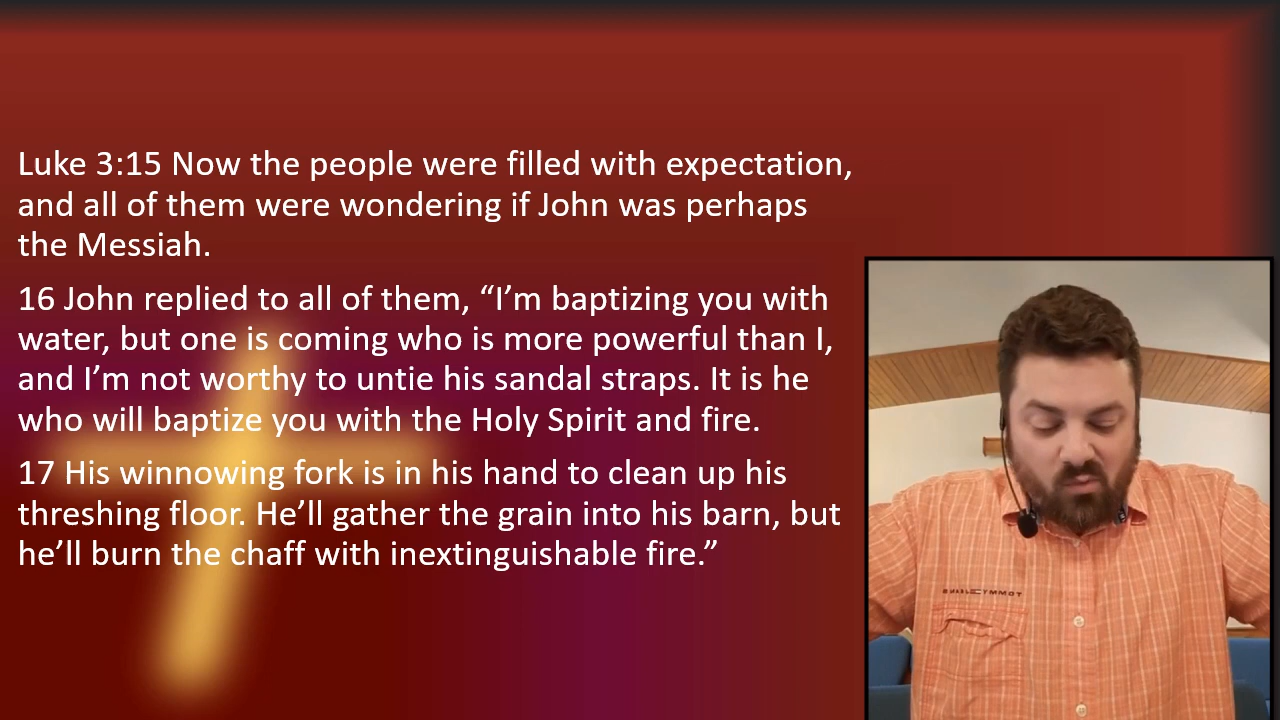 Luke 3:15 Now the people were filled with expectation,
and all of them were wondering if John was perhaps
the Messiah.
16 John replied to all of them, “I’m baptizing you with
water, but one is coming who is more powerful than I,
and I’m not worthy to untie his sandal straps. It is he
who will baptize you with the Holy Spirit and fire.
17 His winnowing fork is in his hand to clean up his
threshing floor. He’ll gather the grain into his barn, but
he’ll burn the chaff with inextinguishable fire.”
TOMMY JEANS